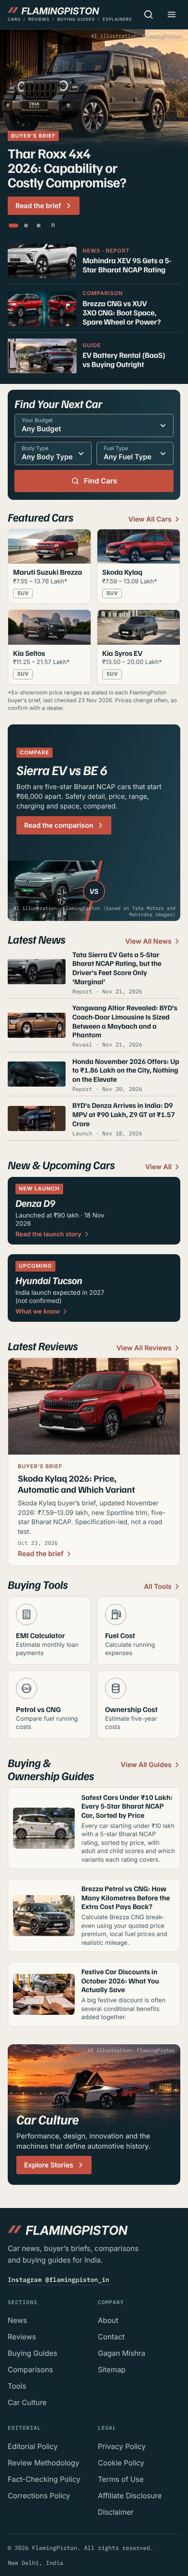 FLAMINGPISTON
CARS / REVIEWS / BUYING GUIDES / EXPLAINERS
AI illustration: FlamingPiston
BUYER'S BRIEF
Thar Roxx 4x4
2026: Capability or
Costly Compromise?
Read the brief
NEWS · REPORT
Mahindra XEV 9S Gets a 5-
Star Bharat NCAP Rating
COMPARISON
Brezza CNG vs XUV
3XO CNG: Boot Space,
Spare Wheel or Power?
GUIDE
EV Battery Rental (BaaS)
vs Buying Outright
Find Your Next Car
Your Budget
Any Budget
Body Type
Any Body Type
Fuel Type
Any Fuel Type
Find Cars
Featured Cars
View All Cars
Maruti Suzuki Brezza
₹7.55 – 13.76 Lakh*
SUV
Skoda Kylaq
₹7.59 – 13.09 Lakh*
SUV
Kia Seltos
₹11.25 – 21.57 Lakh*
SUV
Kia Syros EV
₹13.50 – 20.00 Lakh*
SUV
*Ex-showroom price ranges as stated in each FlamingPiston
buyer's brief, last checked 23 Nov 2026. Prices change often, so
confirm with a dealer.
COMPARE
Sierra EV vs BE 6
Both are five-star Bharat NCAP cars that start
₹66,000 apart. Safety detail, price, range,
charging and space, compared.
Read the comparison
VS
AI illustration: FlamingPiston (based on Tata Motors and
Mahindra images)
Latest News
View All News
Tata Sierra EV Gets a 5-Star
Bharat NCAP Rating, but the
Driver's Feet Score Only
'Marginal'
Report · Nov 21, 2026
Yangwang Altior Revealed: BYD's
Coach-Door Limousine Is Sized
Between a Maybach and a
Phantom
Reveal · Nov 21, 2026
Honda November 2026 Offers: Up
to ₹1.86 Lakh on the City, Nothing
on the Elevate
Report · Nov 20, 2026
BYD's Denza Arrives in India: D9
MPV at ₹90 Lakh, Z9 GT at ₹1.57
Crore
Launch · Nov 18, 2026
New & Upcoming Cars
View All
NEW LAUNCH
Denza D9
Launched at ₹90 lakh · 18 Nov
2026
Read the launch story
UPCOMING
Hyundai Tucson
India launch expected in 2027
(not confirmed)
What we know
Latest Reviews
View All Reviews
BUYER'S BRIEF
Skoda Kylaq 2026: Price,
Automatic and Which Variant
Skoda Kylaq buyer's brief, updated November
2026: ₹7.59–13.09 lakh, new Sportline trim, five-
star Bharat NCAP. Specification-led, not a road
test.
Oct 23, 2026
Read the brief
Buying Tools
All Tools
EMI Calculator
Estimate monthly loan
payments
Fuel Cost
Calculate running
expenses
Petrol vs CNG
Compare fuel running
costs
Ownership Cost
Estimate five-year
costs
Buying &
Ownership Guides
View All Guides
Safest Cars Under ₹10 Lakh:
Every 5-Star Bharat NCAP
Car, Sorted by Price
Every car starting under ₹10 lakh
with a 5-star Bharat NCAP
rating, sorted by price, with
adult and child scores and which
variants each rating covers.
Brezza Petrol vs CNG: How
Many Kilometres Before the
Extra Cost Pays Back?
Calculate Brezza CNG break-
even using your quoted price
premium, local fuel prices and
realistic mileage.
Festive Car Discounts in
October 2026: What You
Actually Save
A big festive discount is often
several conditional benefits
added together.
AI illustration: FlamingPiston
Car Culture
Performance, design, innovation and the
machines that define automotive history.
Explore Stories
FLAMINGPISTON
Car news, buyer's briefs, comparisons
and buying guides for India.
Instagram @flamingpiston_in
SECTIONS
News
Reviews
Buying Guides
Comparisons
Tools
Car Culture
COMPANY
About
Contact
Gagan Mishra
Sitemap
EDITORIAL
Editorial Policy
Review Methodology
Fact-Checking Policy
Corrections Policy
LEGAL
Privacy Policy
Cookie Policy
Terms of Use
Affiliate Disclosure
Disclaimer
© 2026 FlamingPiston. All rights reserved.
New Delhi, India